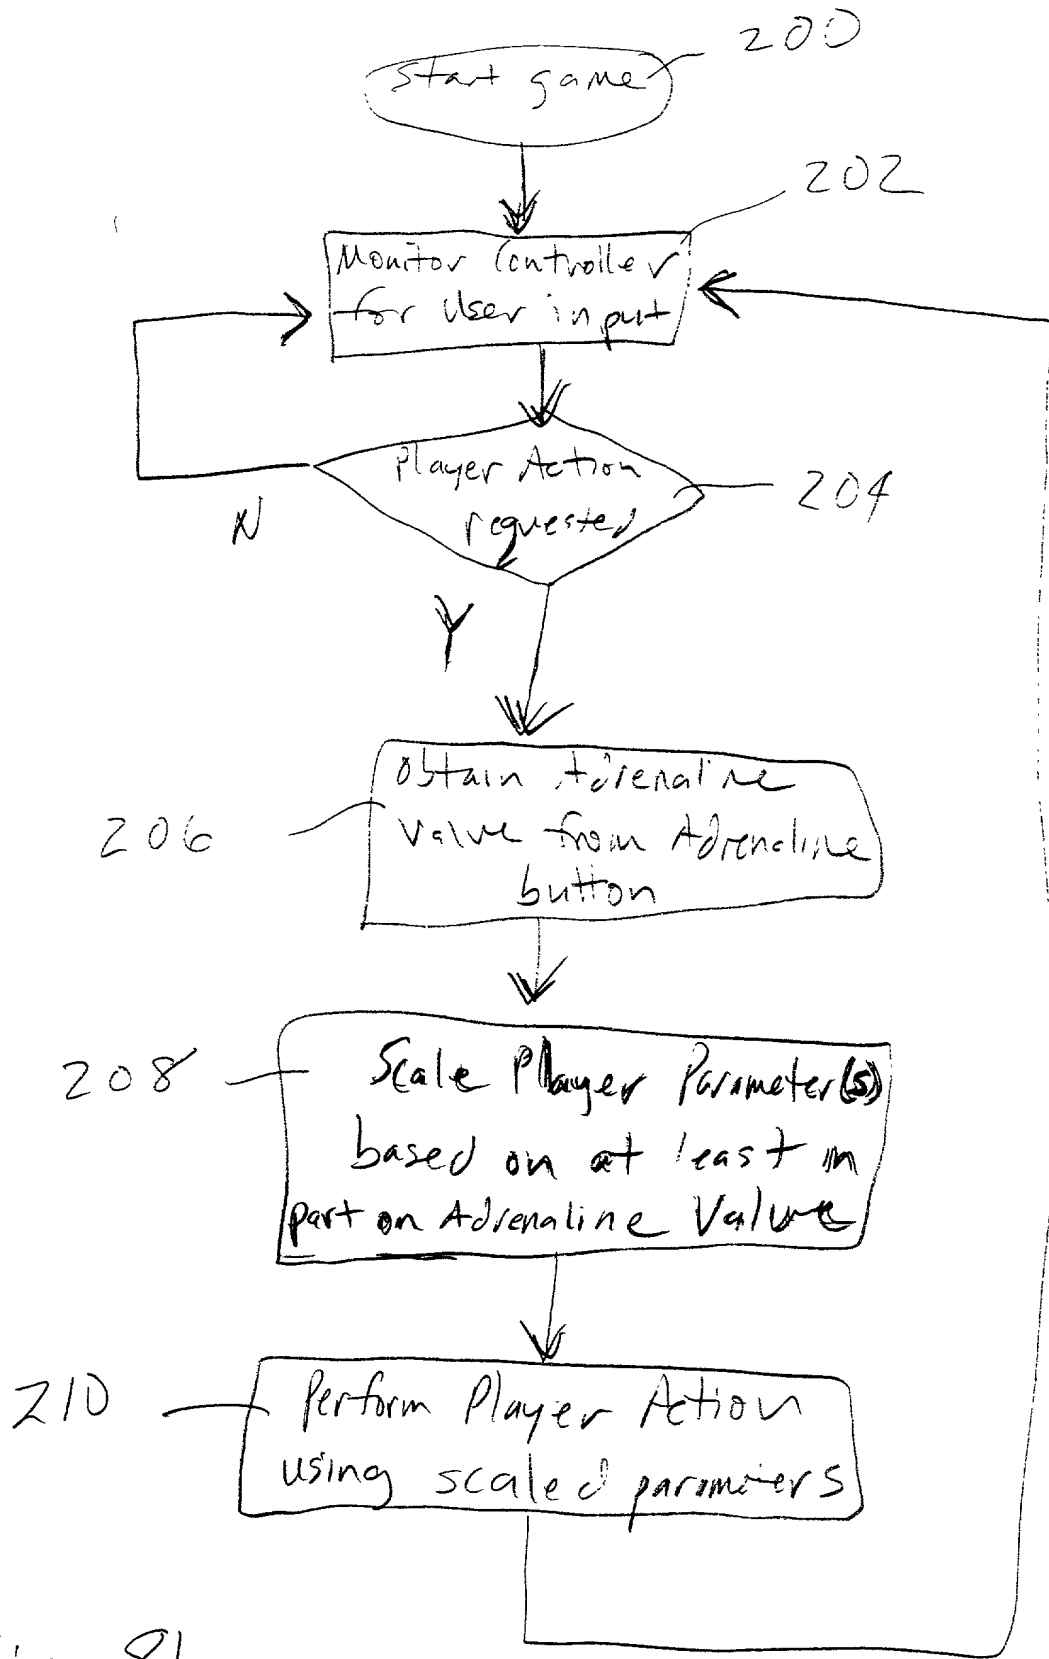 200
Start game
202
Monitor Controller
for User input
Player Action
requested
204
N
Y
Obtain Adrenaline
Value from Adrenaline
button
206
208
Scale Player Parameter(s)
based on at least in
part on Adrenaline Value
210
Perform Player Action
using scaled parameters